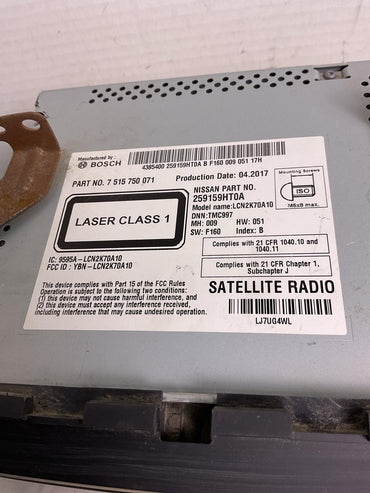 Manufactured by
BOSCH
4385400 259159HT0A B F160 009 051 17H
PART NO. 7 515 750 071
Production Date: 04.2017
Mounting Screws
ISO
M5x8 max.
NISSAN PART NO.
259159HT0A
Model name:LCN2K70A10
DNN:TMC997
MH: 009 HW: 051
SW: F160 Index: B
LASER CLASS 1
Complies with 21 CFR 1040.10 and
1040.11
Complies with 21 CFR Chapter 1,
Subchapter J
IC: 9595A-LCN2K70A10
FCC ID : YBN-LCN2K70A10
This device complies with Part 15 of the FCC Rules
Operation is subject to the following two conditions:
(1) this device may not cause harmful interference, and
(2) this device must accept any interference received,
including interference that may cause undesired operation.
SATELLITE RADIO
LJ7UG4WL